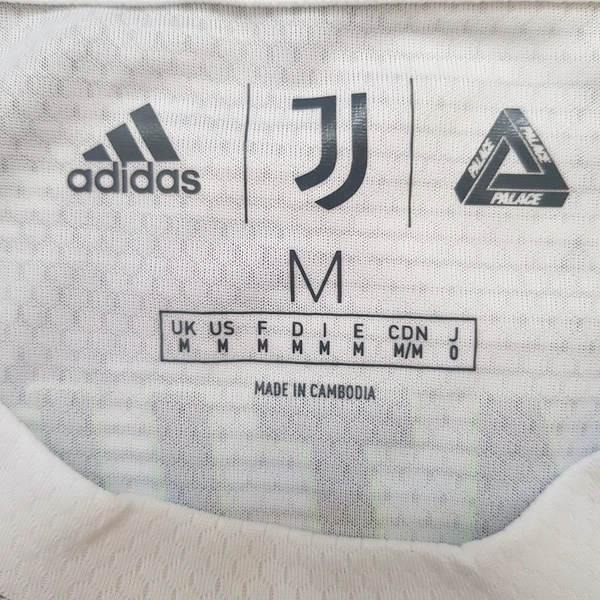 adidas
PALACE
PALACE
PALACE
M
UK US F D I E CDN J
M M M M M M M/M O
MADE IN CAMBODIA